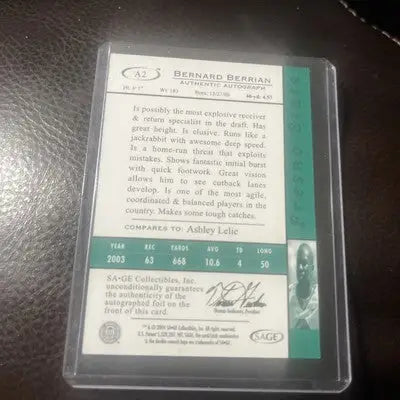 A2
BERNARD BERRIAN
AUTHENTIC AUTOGRAPH
Is possibly the most explosive receiver
& return specialist in the draft. Has
great height. Is elusive. Runs like a
jackrabbit with awesome deep speed.
Is a home-run threat that exploits
mistakes. Shows fantastic initial burst
with quick footwork. Great vision
allows him to see cutback lanes
develop. Is one of the most agile,
coordinated & balanced players in the
country. Makes some tough catches.
COMPARES TO: Ashley Lelie
YEAR REC YARDS AVG TD LONG
2003 63 668 10.6 4 50
SA-GE Collectibles, Inc.
unconditionally guarantees
the authenticity of the
autographed foil on the
front of this card.
SAGE